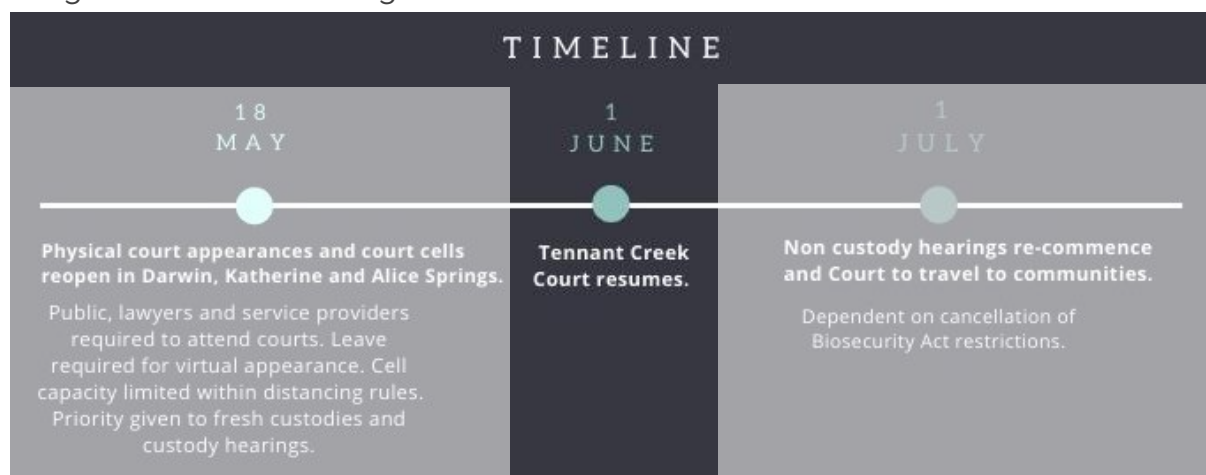 TIMELINE
18
MAY
Physical court appearances and court cells
reopen in Darwin, Katherine and Alice Springs.
Public, lawyers and service providers
required to attend courts. Leave
required for virtual appearance. Cell
capacity limited within distancing rules.
Priority given to fresh custodies and
custody hearings.
1
JUNE
Tennant Creek
Court resumes.
1
JULY
Non custody hearings re-commence
and Court to travel to communities.
Dependent on cancellation of
Biosecurity Act restrictions.